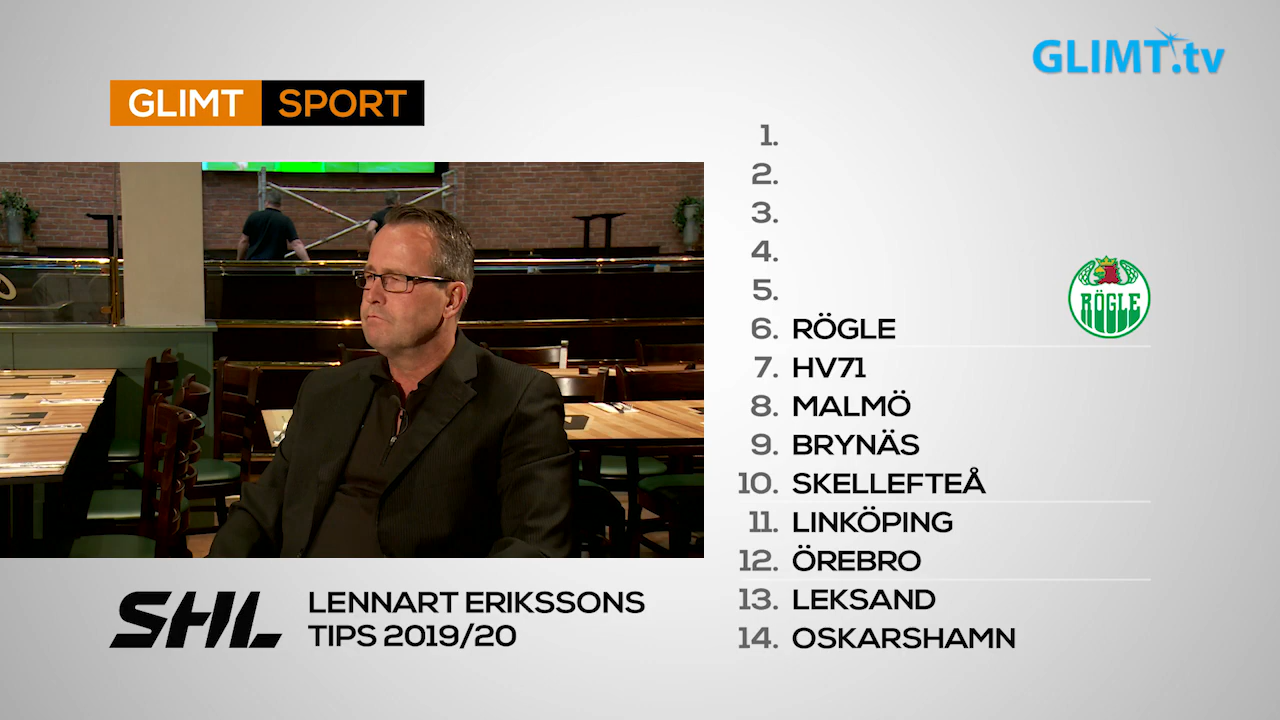 GLIMT.tv
GLIMT SPORT
1.
2.
3.
4.
5.
6. RÖGLE
RÖGLE
7. HV71
8. MALMÖ
9. BRYNÄS
10. SKELLEFTEÅ
11. LINKÖPING
12. ÖREBRO
13. LEKSAND
14. OSKARSHAMN
SHL
LENNART ERIKSSONS
TIPS 2019/20